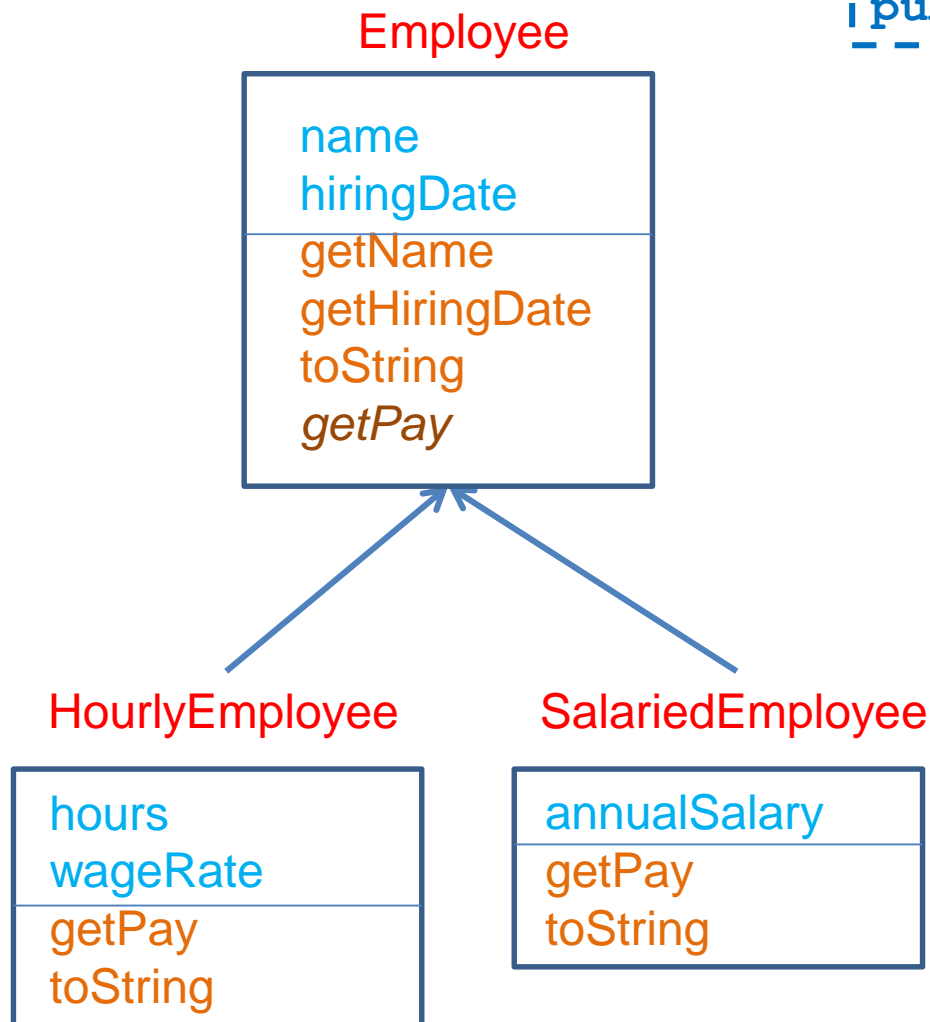 Employee
name
hiringDate
getName
getHiringDate
toString
getPay
HourlyEmployee
SalariedEmployee
hours
wageRate
getPay
toString
annualSalary
getPay
toString